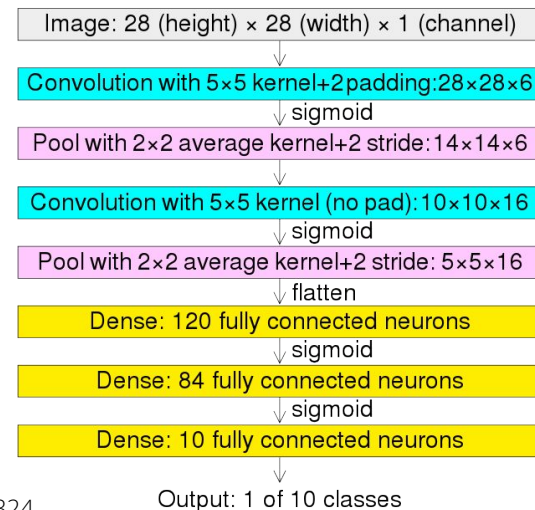 Image: 28 (height) × 28 (width) × 1 (channel)
Convolution with 5×5 kernel+2padding:28×28×6
sigmoid
Pool with 2×2 average kernel+2 stride:14×14×6
Convolution with 5×5 kernel (no pad):10×10×16
sigmoid
Pool with 2×2 average kernel+2 stride: 5×5×16
flatten
Dense: 120 fully connected neurons
sigmoid
Dense: 84 fully connected neurons
sigmoid
Dense: 10 fully connected neurons
Output: 1 of 10 classes